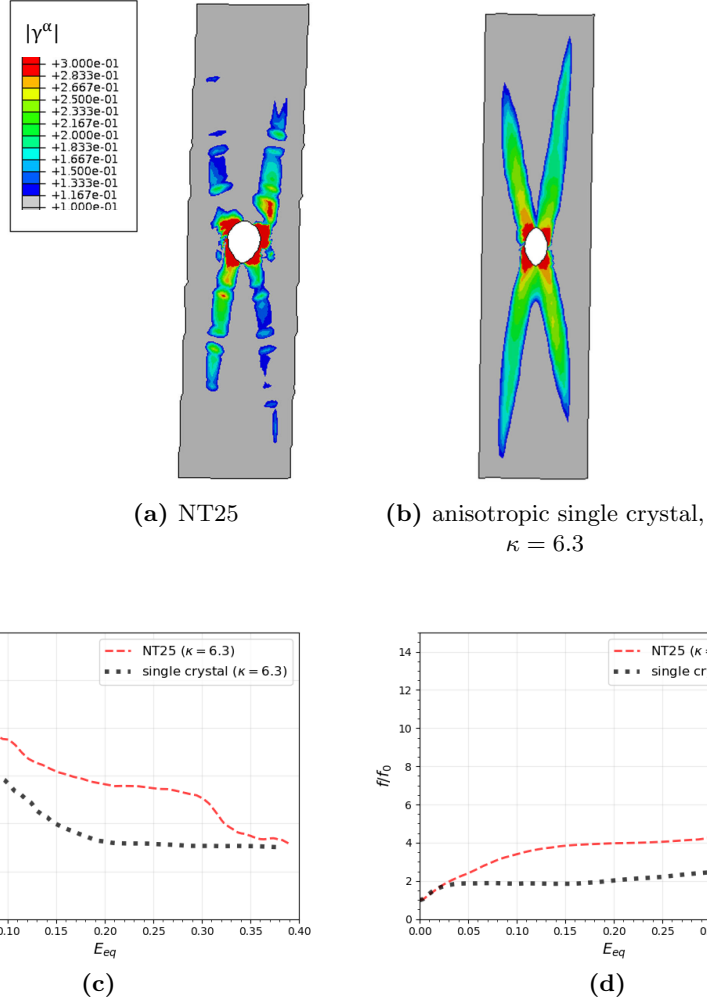 |γ^α|
+3.000e-01
+2.833e-01
+2.667e-01
+2.500e-01
+2.333e-01
+2.167e-01
+2.000e-01
+1.833e-01
+1.667e-01
+1.500e-01
+1.333e-01
+1.167e-01
+1.000e-01
(a) NT25
(b) anisotropic single crystal,
κ = 6.3
NT25 (κ = 6.3)
single crystal (κ = 6.3)
0.10 0.15 0.20 0.25 0.30 0.35 0.40
E_eq
(c)
NT25 (κ =
single cry
14
12
10
8
6
4
2
0
f/f_0
0.00 0.05 0.10 0.15 0.20 0.25
E_eq
(d)